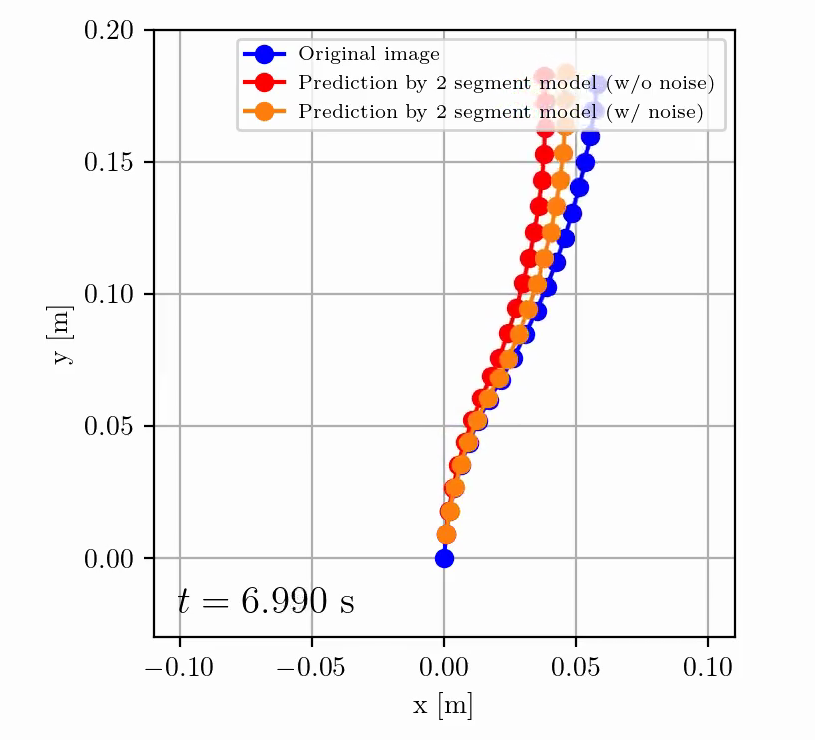 0.20
Original image
Prediction by 2 segment model (w/o noise)
Prediction by 2 segment model (w/ noise)
0.15
0.10
y [m]
0.05
0.00
t = 6.990 s
−0.10 −0.05 0.00 0.05 0.10
x [m]